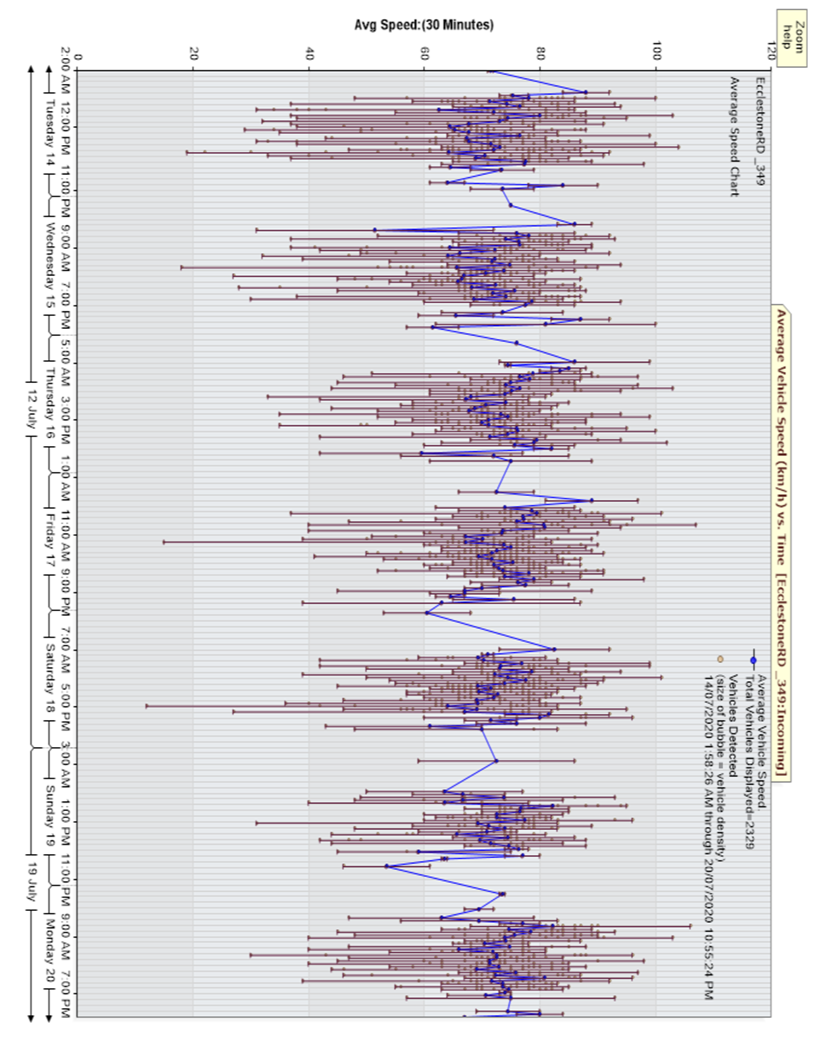 Zoom
help
Average Vehicle Speed (km/h) vs. Time [EcclestoneRD _349:Incoming]
EcclestoneRD _349
Average Speed Chart
Average Vehicle Speed.
Total Vehicles Displayed=2329
Vehicles Detected
(size of bubble = vehicle density)
14/07/2020 1:58:26 AM through 20/07/2020 10:55:24 PM
Avg Speed:(30 Minutes)
120
100
80
60
40
20
0
2:00 AM 12:00 PM 11:00 PM 9:00 AM 7:00 PM 5:00 AM 3:00 PM 1:00 AM 11:00 AM 9:00 PM 7:00 AM 5:00 PM 3:00 AM 1:00 PM 11:00 PM 9:00 AM 7:00 PM
Tuesday 14 Wednesday 15 Thursday 16 Friday 17 Saturday 18 Sunday 19 Monday 20
12 July 19 July